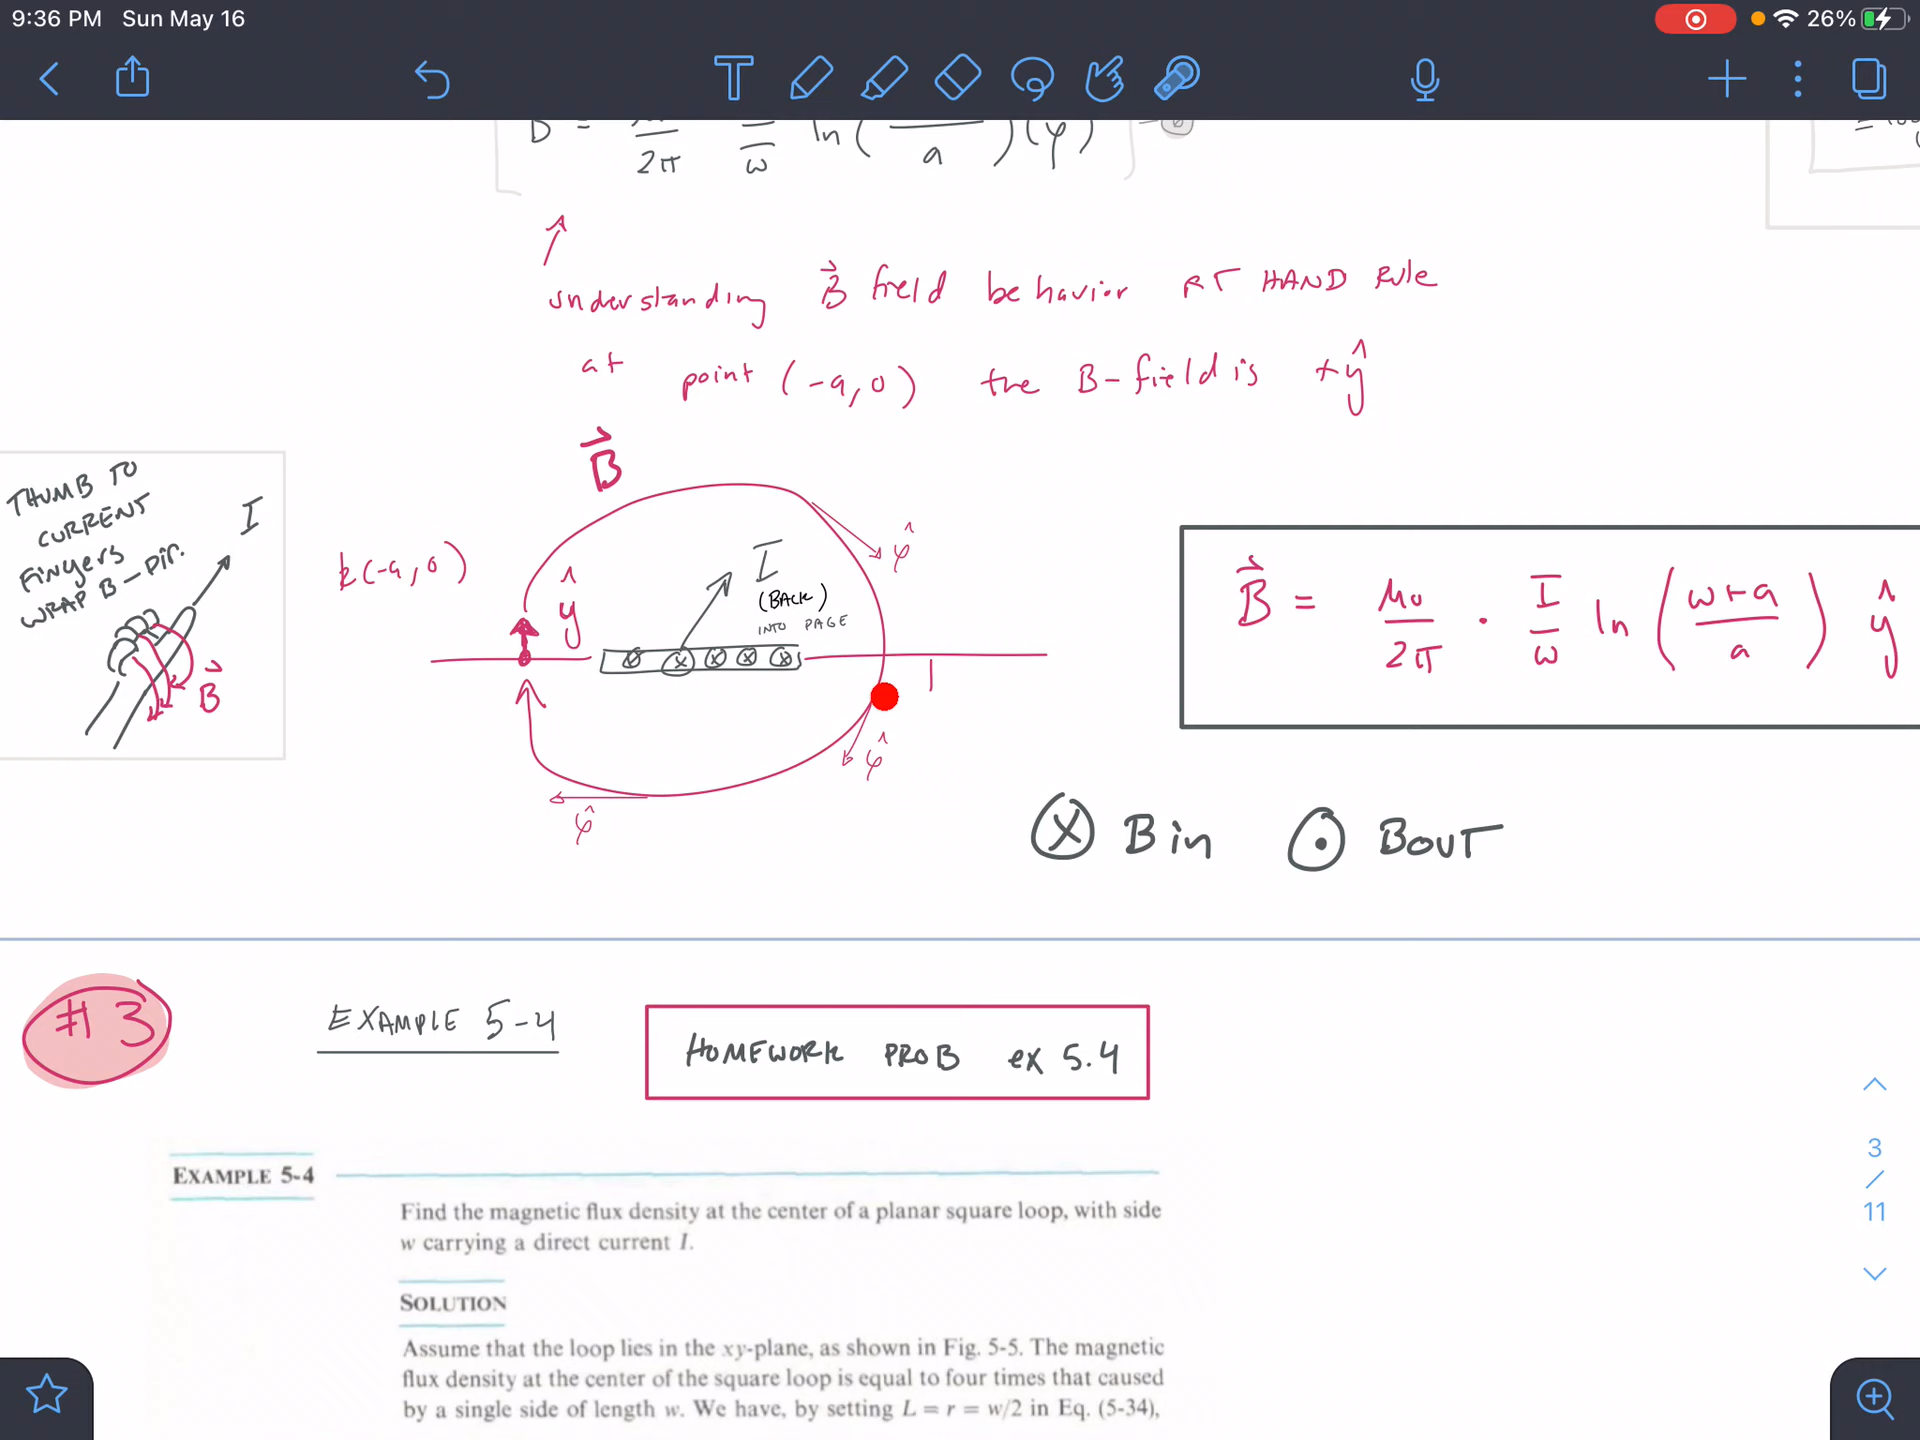 9:36 PM Sun May 16
26%
2π w ln ( a ) (φ)
understanding B⃗ field behavior RT HAND RULE
at point (-a, 0) the B-field is +ŷ
B⃗
THUMB TO
CURRENT
Fingers
WRAP B-Dir.
I
B⃗
(-a, 0)
ŷ
I
(BACK)
INTO PAGE
φ̂
φ̂
φ̂
B⃗ = μ₀/2π · I/w ln ( w+a / a ) ŷ
ⓧ B in ⊙ BOUT
#3
EXAMPLE 5-4
HOMEWORK PROB ex 5.4
3
/
11
EXAMPLE 5-4
Find the magnetic flux density at the center of a planar square loop, with side
w carrying a direct current I.
SOLUTION
Assume that the loop lies in the xy-plane, as shown in Fig. 5-5. The magnetic
flux density at the center of the square loop is equal to four times that caused
by a single side of length w. We have, by setting L = r = w/2 in Eq. (5-34),